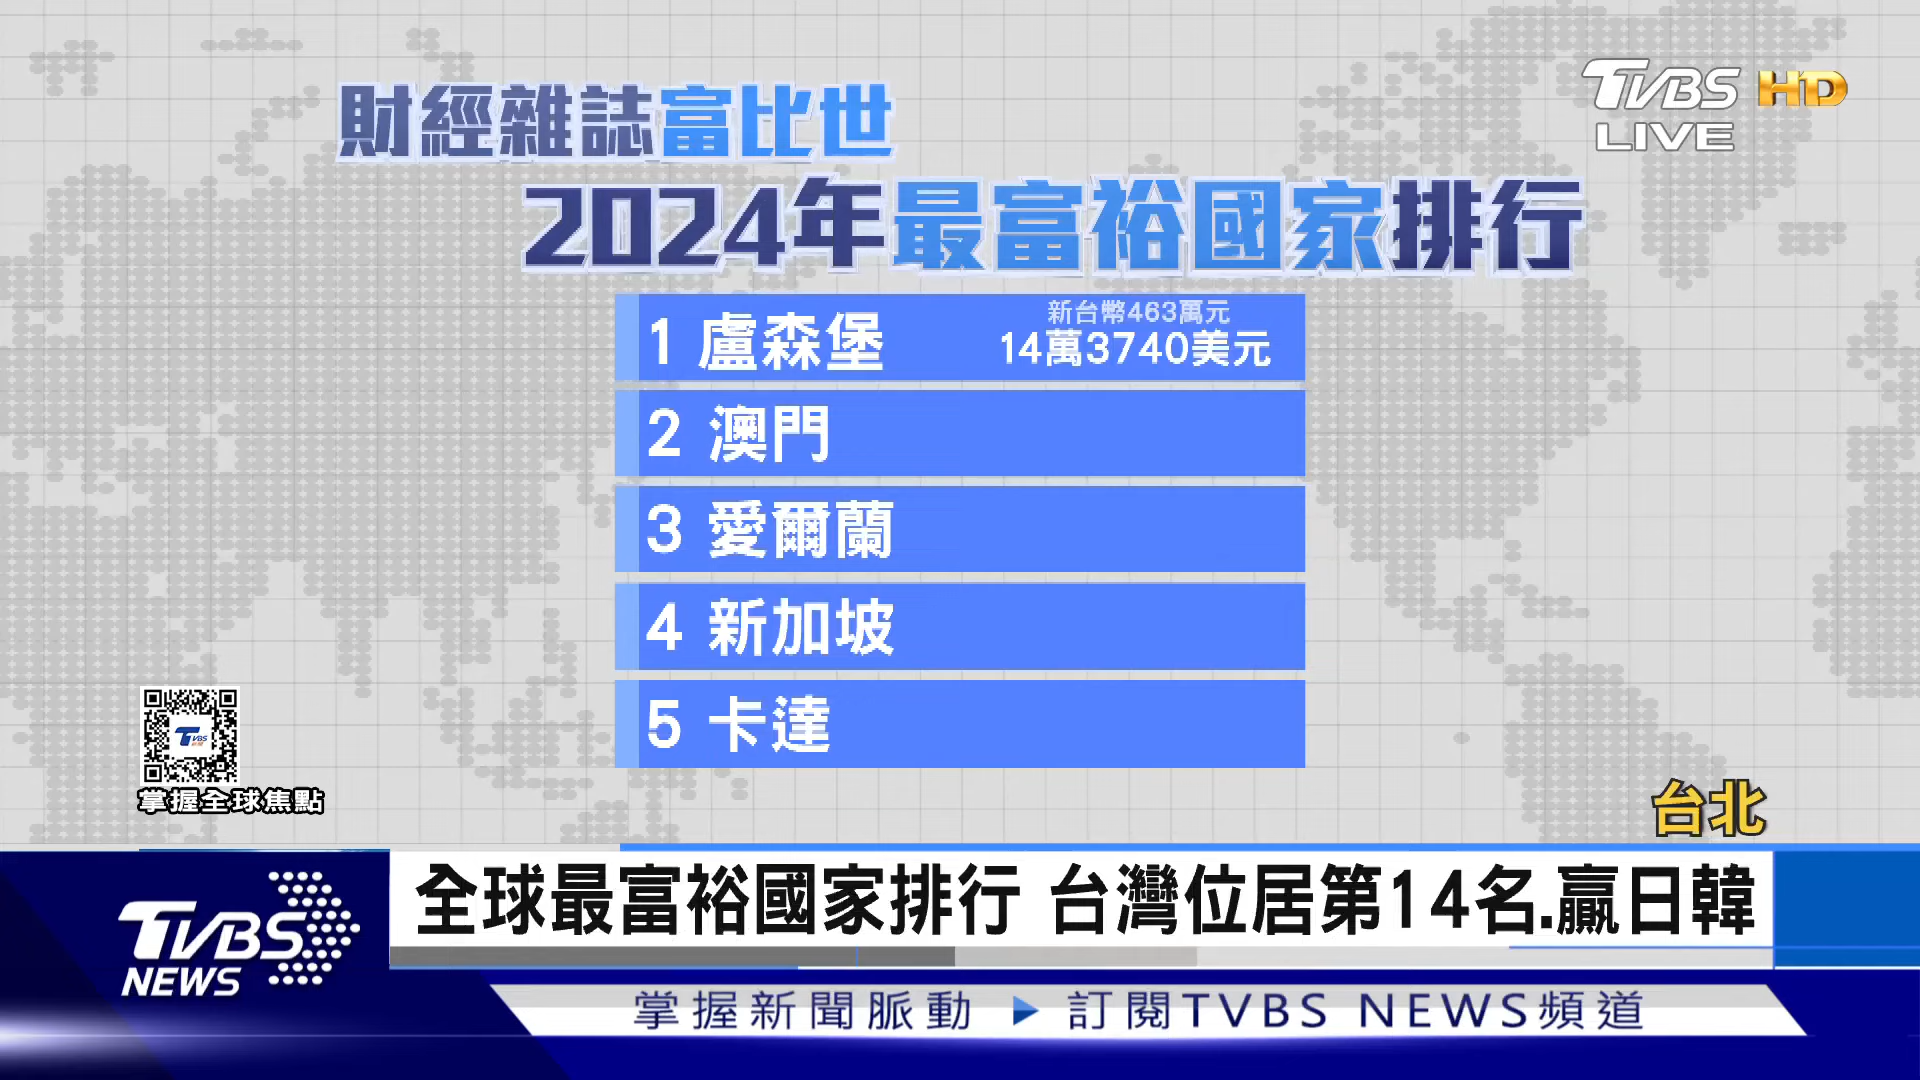 財經雜誌富比世
TVBS HD
LIVE
2024年最富裕國家排行
新台幣463萬元
1 盧森堡 14萬3740美元
2 澳門
3 愛爾蘭
4 新加坡
5 卡達
TVBS
掌握全球焦點
台北
全球最富裕國家排行 台灣位居第14名.贏日韓
TVBS
NEWS
掌握新聞脈動 ▶ 訂閱TVBS NEWS頻道